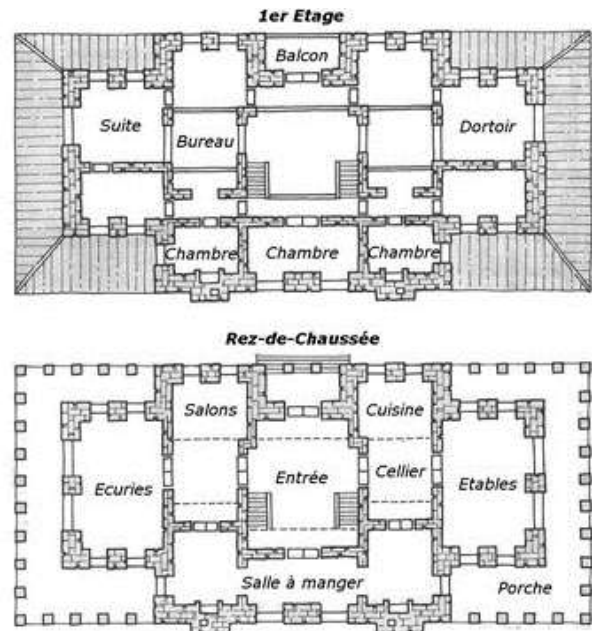 1er Etage
Balcon
Suite
Bureau
Dortoir
Chambre
Chambre
Chambre
Rez-de-Chaussée
Salons
Cuisine
Ecuries
Entrée
Cellier
Etables
Salle à manger
Porche